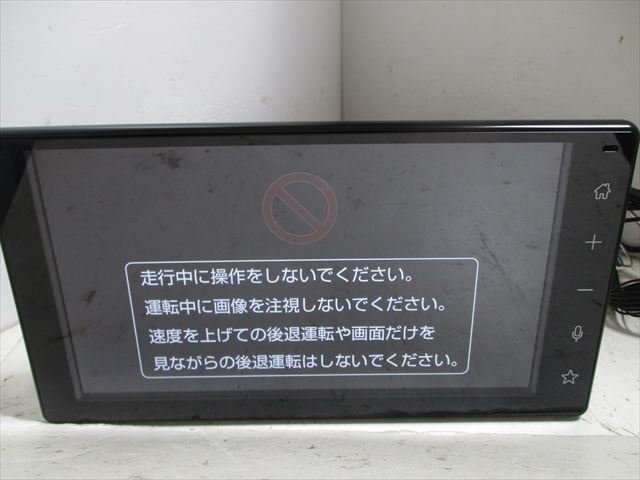 走行中に操作をしないでください。
運転中に画像を注視しないでください。
速度を上げての後退運転や画面だけを
見ながらの後退運転はしないでください。